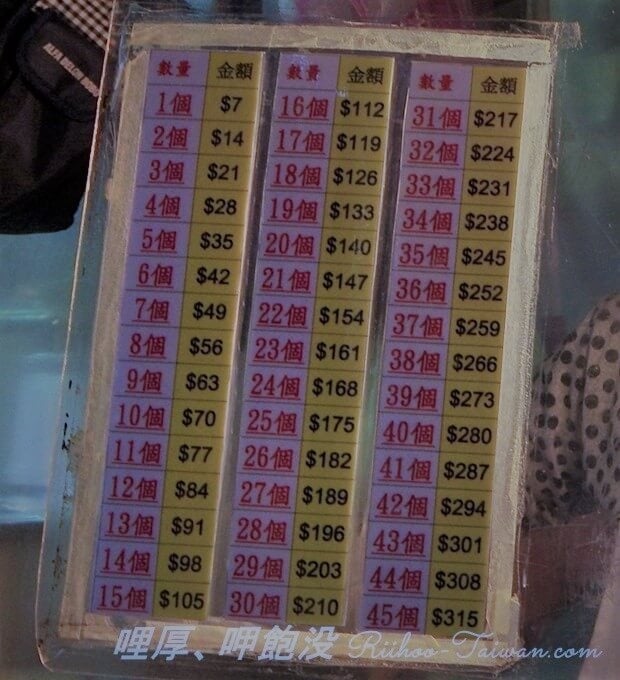 數量 金額
1個 $7
2個 $14
3個 $21
4個 $28
5個 $35
6個 $42
7個 $49
8個 $56
9個 $63
10個 $70
11個 $77
12個 $84
13個 $91
14個 $98
15個 $105
數量 金額
16個 $112
17個 $119
18個 $126
19個 $133
20個 $140
21個 $147
22個 $154
23個 $161
24個 $168
25個 $175
26個 $182
27個 $189
28個 $196
29個 $203
30個 $210
數量 金額
31個 $217
32個 $224
33個 $231
34個 $238
35個 $245
36個 $252
37個 $259
38個 $266
39個 $273
40個 $280
41個 $287
42個 $294
43個 $301
44個 $308
45個 $315
哩厚、呷飽没 Riihoo-Taiwan.com